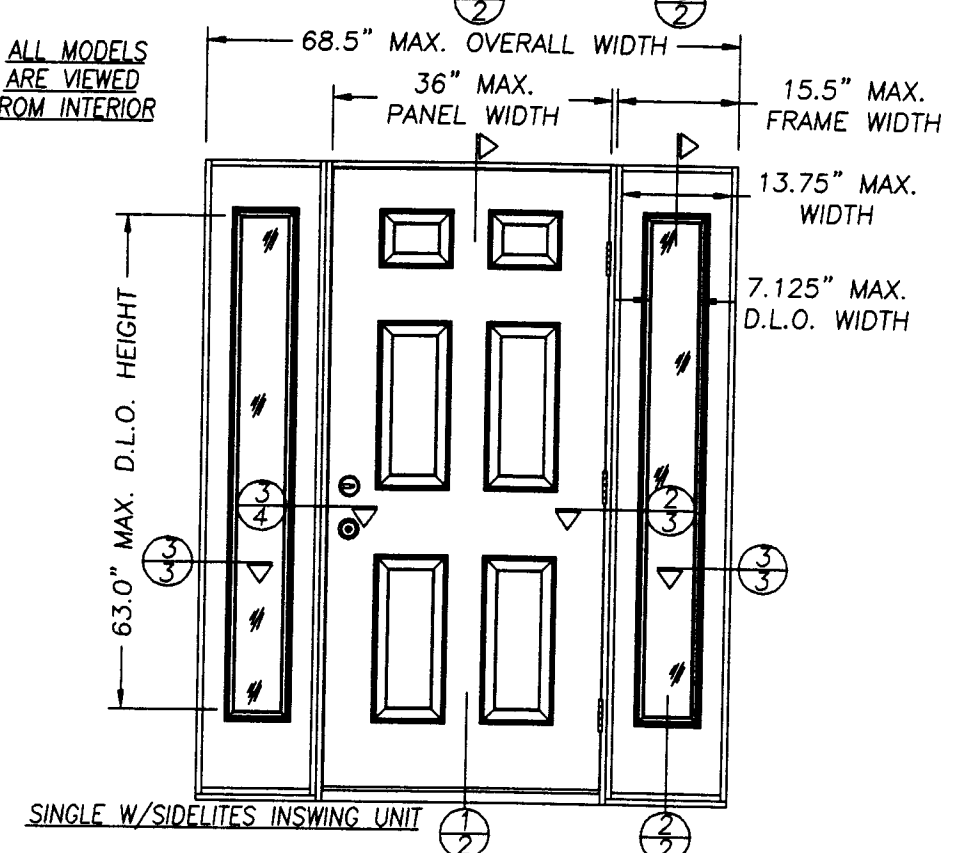 2
2
68.5" MAX. OVERALL WIDTH
ALL MODELS
ARE VIEWED
ROM INTERIOR
36" MAX.
PANEL WIDTH
15.5" MAX.
FRAME WIDTH
13.75" MAX.
WIDTH
7.125" MAX.
D.L.O. WIDTH
63.0" MAX. D.L.O. HEIGHT
3
4
2
3
3
3
3
3
SINGLE W/SIDELITES INSWING UNIT
1
2
2
2